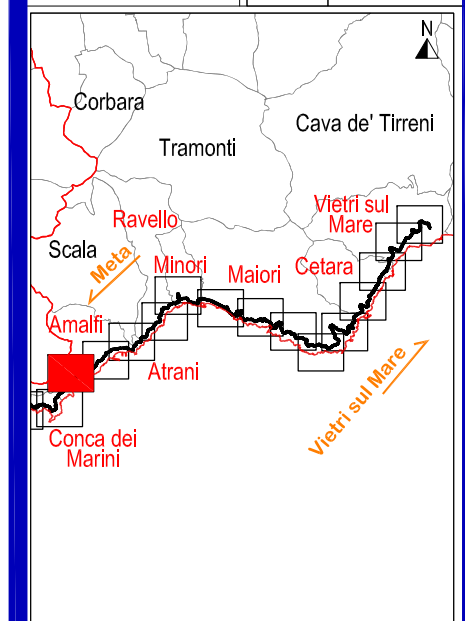 N
Corbara
Cava de' Tirreni
Tramonti
Vietri sul
Mare
Ravello
Scala
Meta
Minori
Maiori
Cetara
Amalfi
Atrani
Vietri sul Mare
Conca dei
Marini